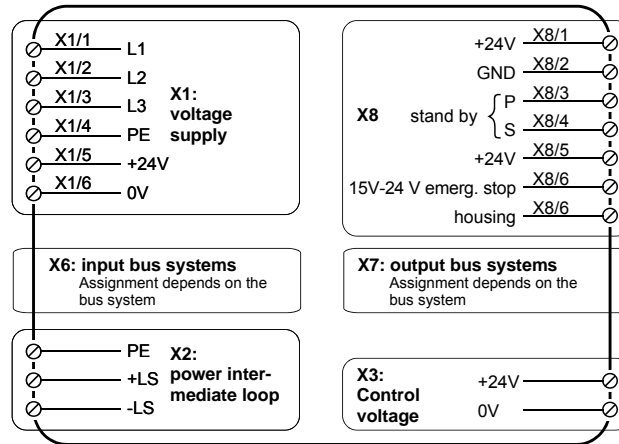 X1/1 L1
X1/2 L2
X1/3 L3
X1/4 PE
X1/5 +24V
X1/6 0V
X1:
voltage
supply
+24V X8/1
GND X8/2
P X8/3
X8 stand by
S X8/4
+24V X8/5
15V-24 V emerg. stop X8/6
housing X8/6
X6: input bus systems
Assignment depends on the
bus system
X7: output bus systems
Assignment depends on the
bus system
PE
+LS
-LS
X2:
power inter-
mediate loop
X3:
Control
voltage
+24V
0V